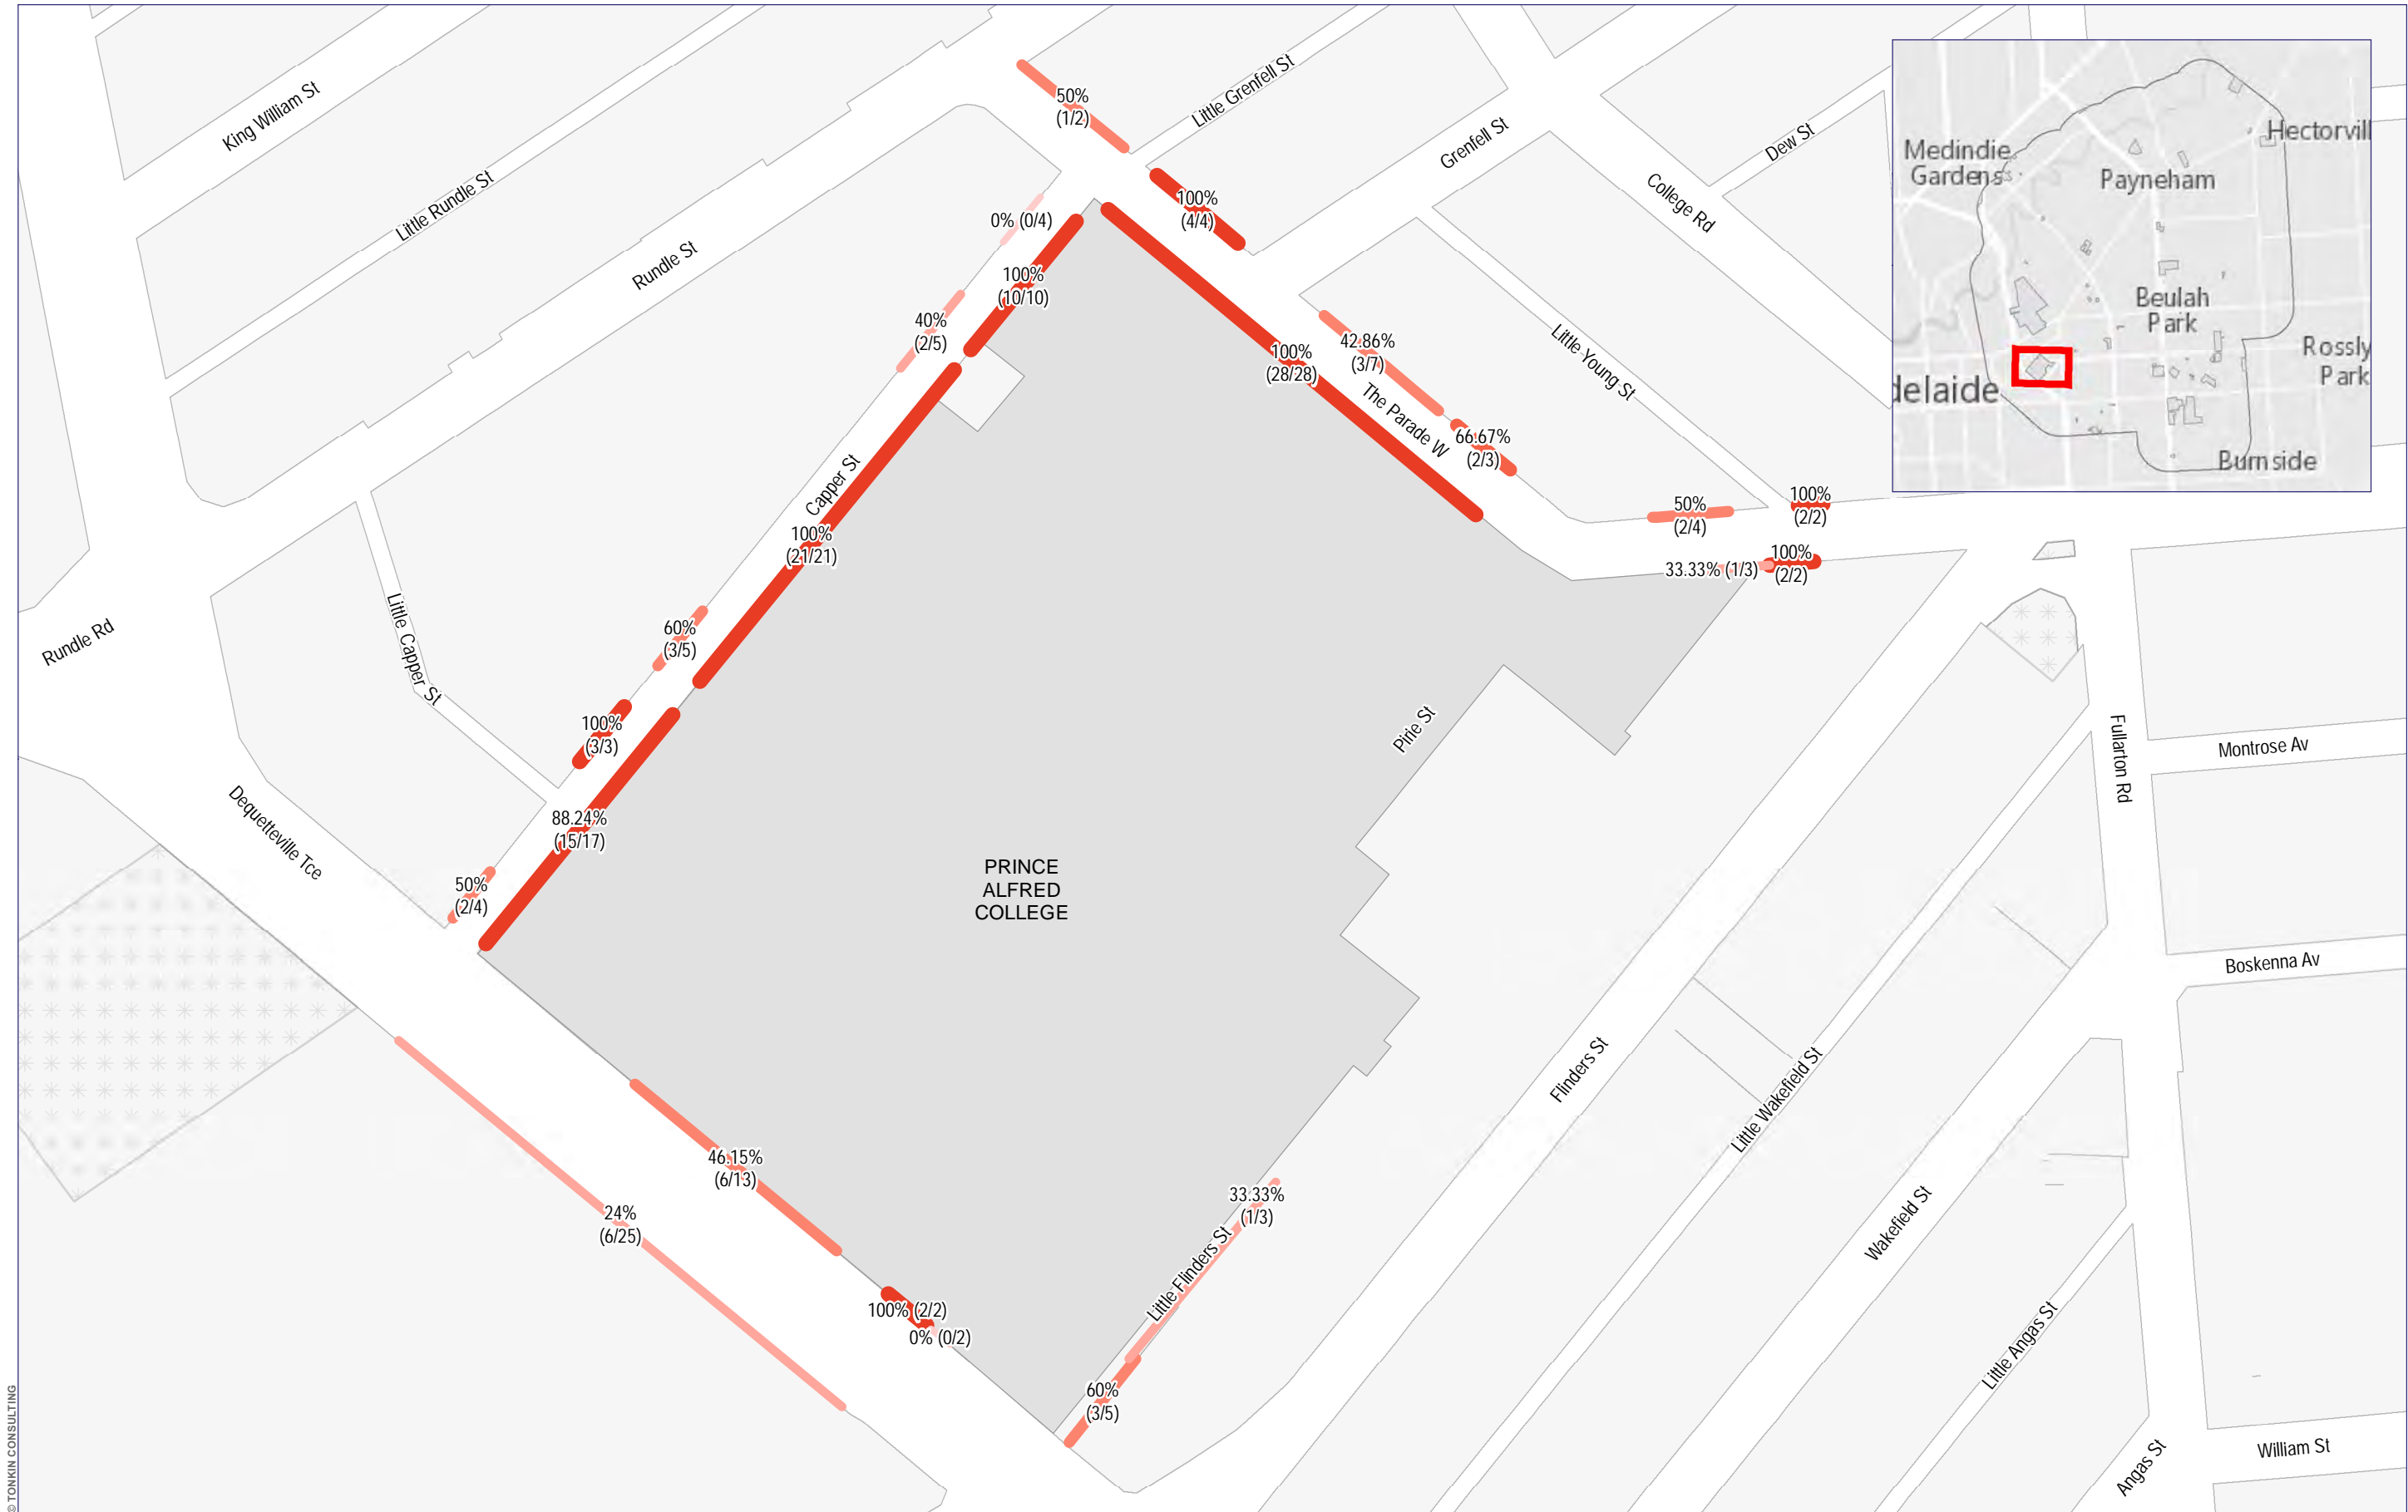 King William St
Little Rundle St
Rundle St
Little Grenfell St
Grenfell St
College Rd
Dew St
50%
(1/2)
100%
(4/4)
0% (0/4)
100%
(10/10)
40%
(2/5)
100%
(28/28)
42.86%
(3/7)
The Parade W
66.67%
(2/3)
Little Young St
50%
(2/4)
100%
(2/2)
33.33% (1/3)
100%
(2/2)
Capper St
100%
(21/21)
60%
(3/5)
100%
(3/3)
88.24%
(15/17)
50%
(2/4)
Little Capper St
Rundle Rd
Dequetteville Tce
PRINCE
ALFRED
COLLEGE
Pirie St
Fullarton Rd
Montrose Av
Boskenna Av
Flinders St
Little Wakefield St
Wakefield St
Little Angas St
Angas St
William St
46.15%
(6/13)
24%
(6/25)
100% (2/2)
0% (0/2)
33.33%
(1/3)
Little Flinders St
60%
(3/5)
Medindie
Gardens
Payneham
Hectorvill
Beulah
Park
Rossly
Park
delaide
Burnside
© TONKIN CONSULTING